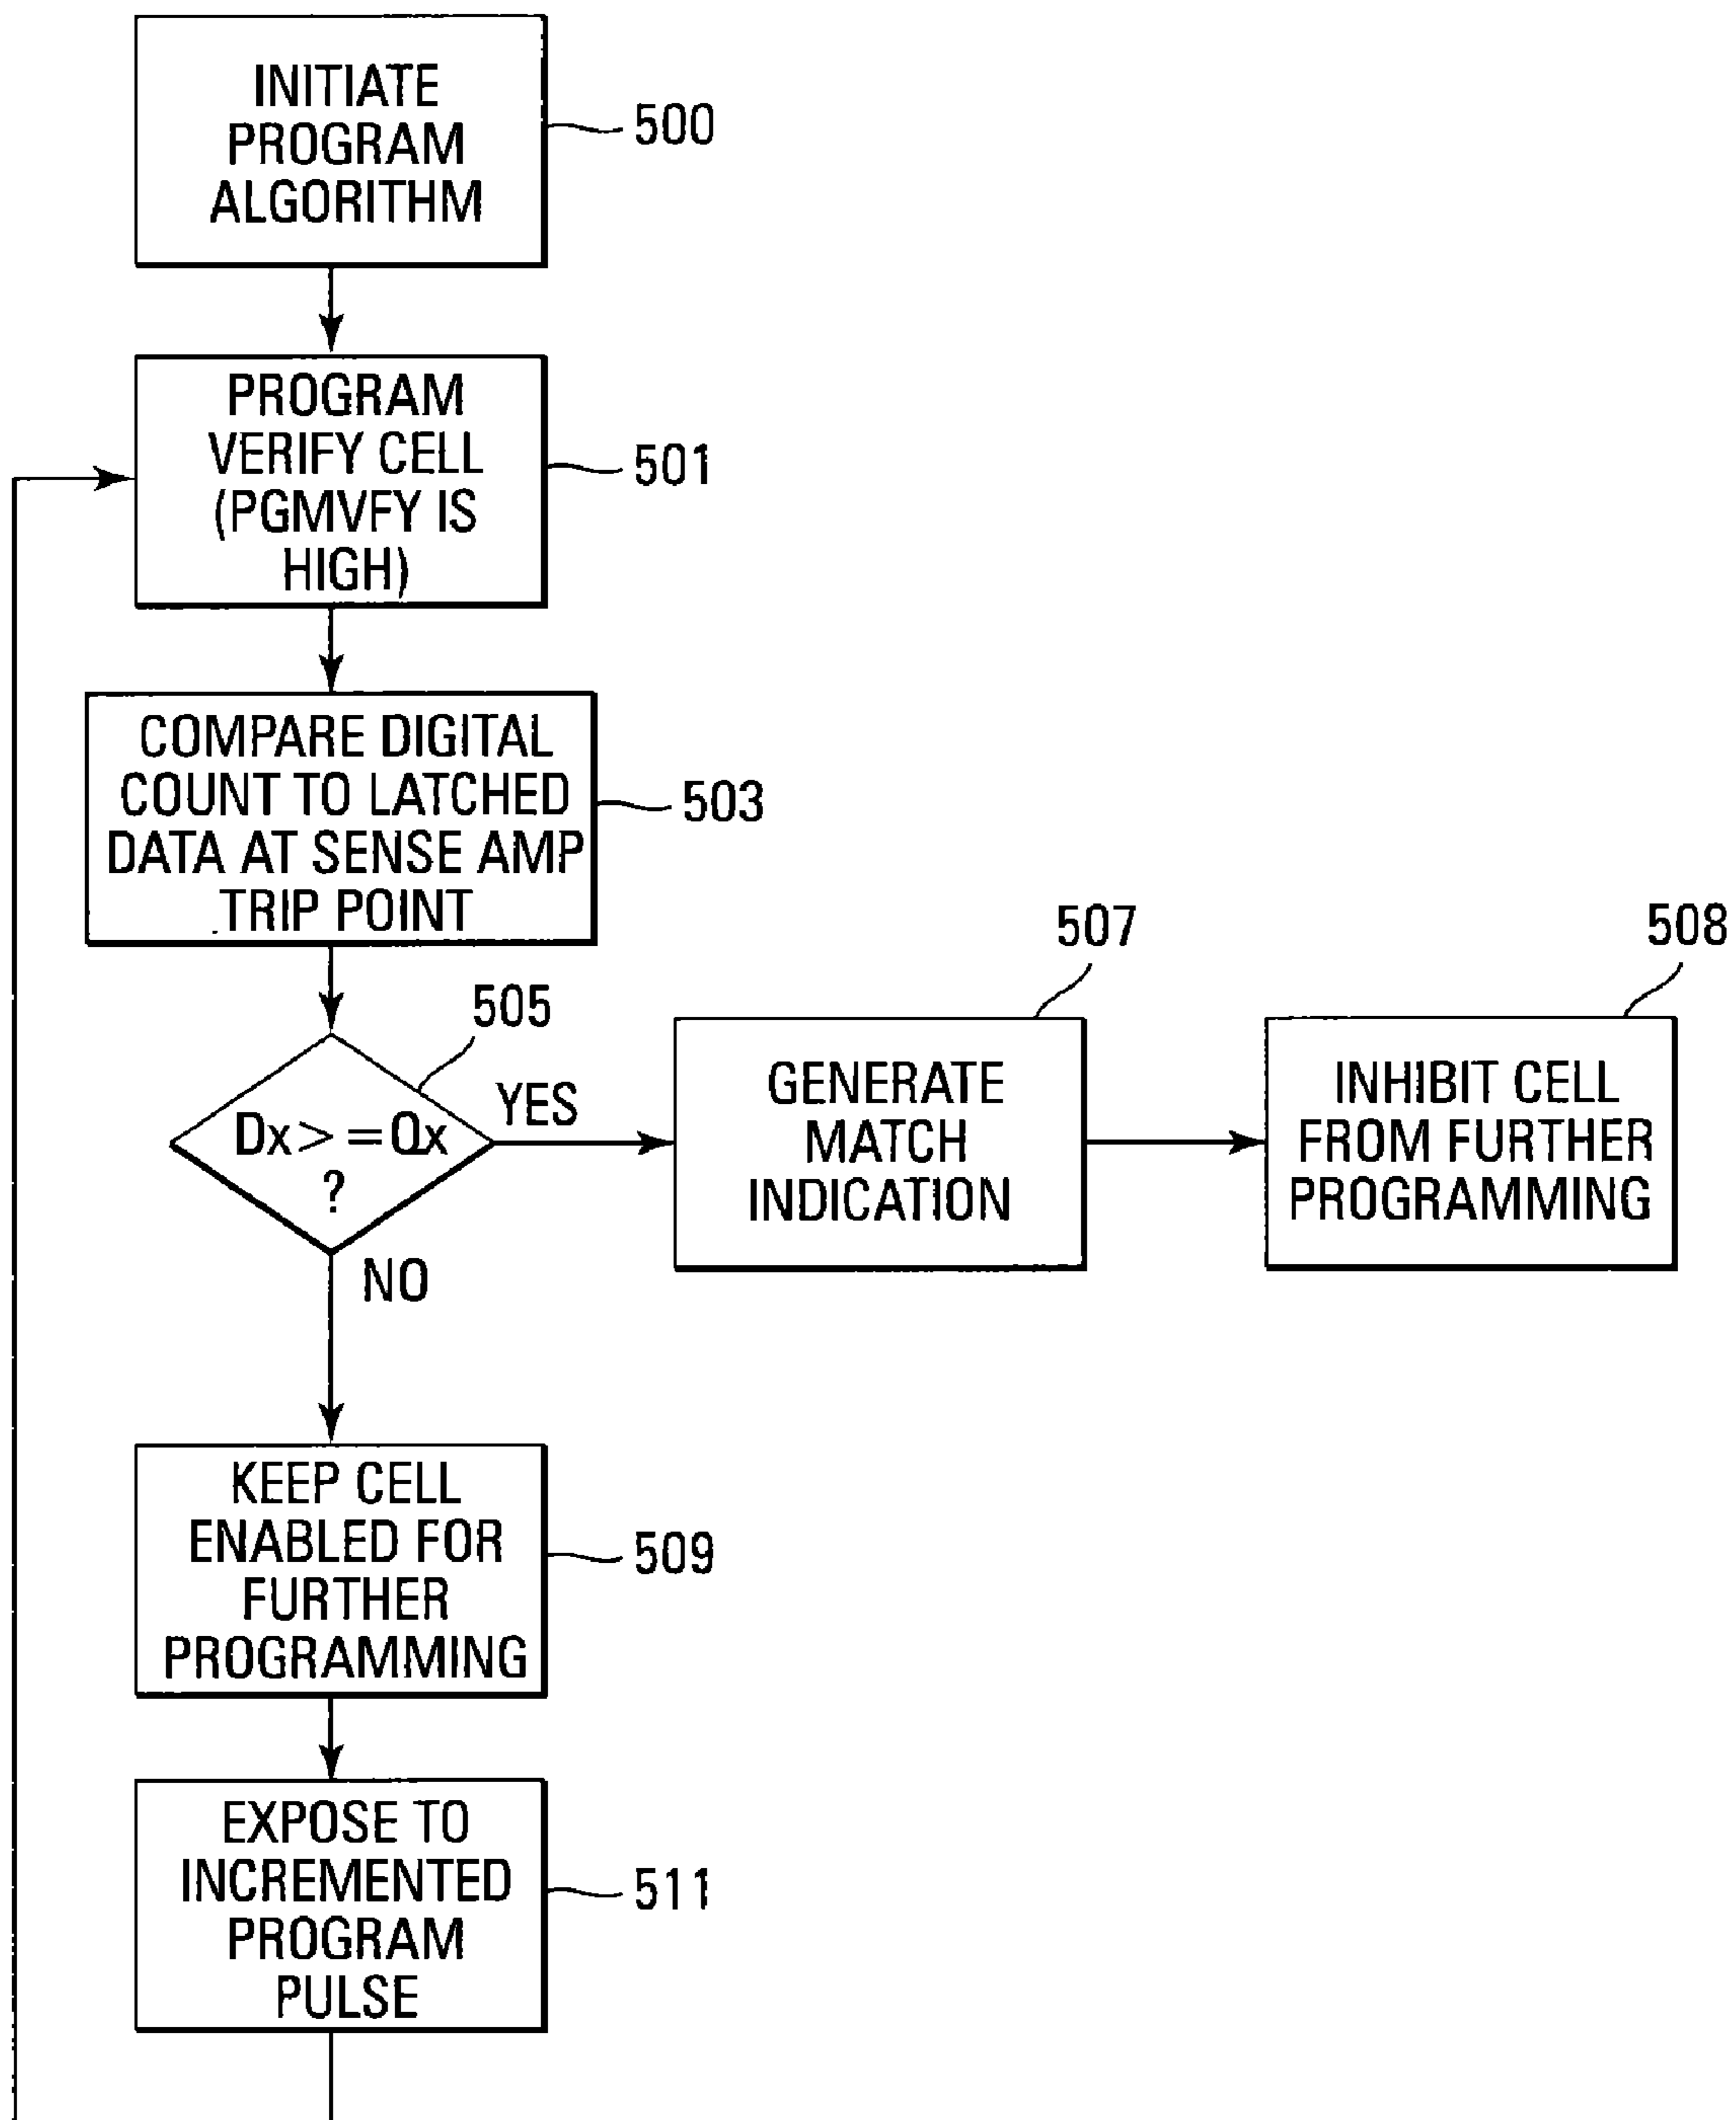 INITIATE
PROGRAM
ALGORITHM
500
PROGRAM
VERIFY CELL
(PGMVFY IS
HIGH)
501
COMPARE DIGITAL
COUNT TO LATCHED
DATA AT SENSE AMP
TRIP POINT
503
505
Dx>=Qx
?
YES
NO
507
GENERATE
MATCH
INDICATION
508
INHIBIT CELL
FROM FURTHER
PROGRAMMING
KEEP CELL
ENABLED FOR
FURTHER
PROGRAMMING
509
EXPOSE TO
INCREMENTED
PROGRAM
PULSE
511